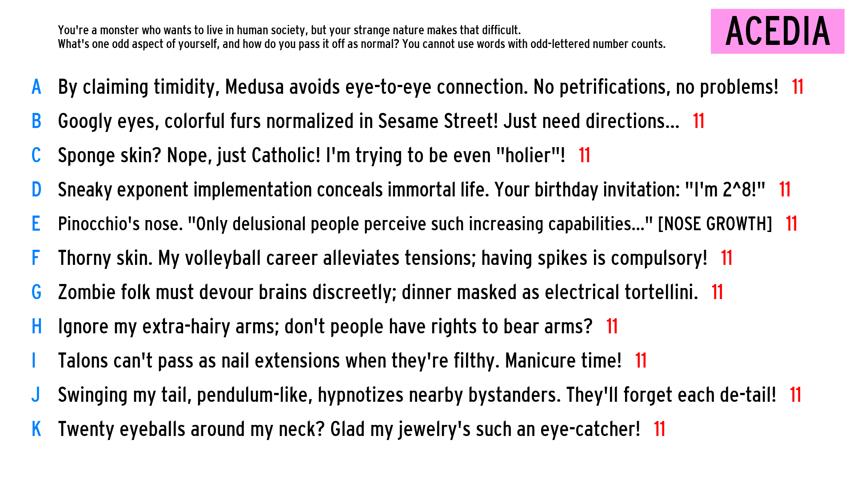 You're a monster who wants to live in human society, but your strange nature makes that difficult.
What's one odd aspect of yourself, and how do you pass it off as normal? You cannot use words with odd-lettered number counts.
ACEDIA
A By claiming timidity, Medusa avoids eye-to-eye connection. No petrifications, no problems! 11
B Googly eyes, colorful furs normalized in Sesame Street! Just need directions... 11
C Sponge skin? Nope, just Catholic! I'm trying to be even "holier"! 11
D Sneaky exponent implementation conceals immortal life. Your birthday invitation: "I'm 2^8!" 11
E Pinocchio's nose. "Only delusional people perceive such increasing capabilities..." [NOSE GROWTH] 11
F Thorny skin. My volleyball career alleviates tensions; having spikes is compulsory! 11
G Zombie folk must devour brains discreetly; dinner masked as electrical tortellini. 11
H Ignore my extra-hairy arms; don't people have rights to bear arms? 11
I Talons can't pass as nail extensions when they're filthy. Manicure time! 11
J Swinging my tail, pendulum-like, hypnotizes nearby bystanders. They'll forget each de-tail! 11
K Twenty eyeballs around my neck? Glad my jewelry's such an eye-catcher! 11